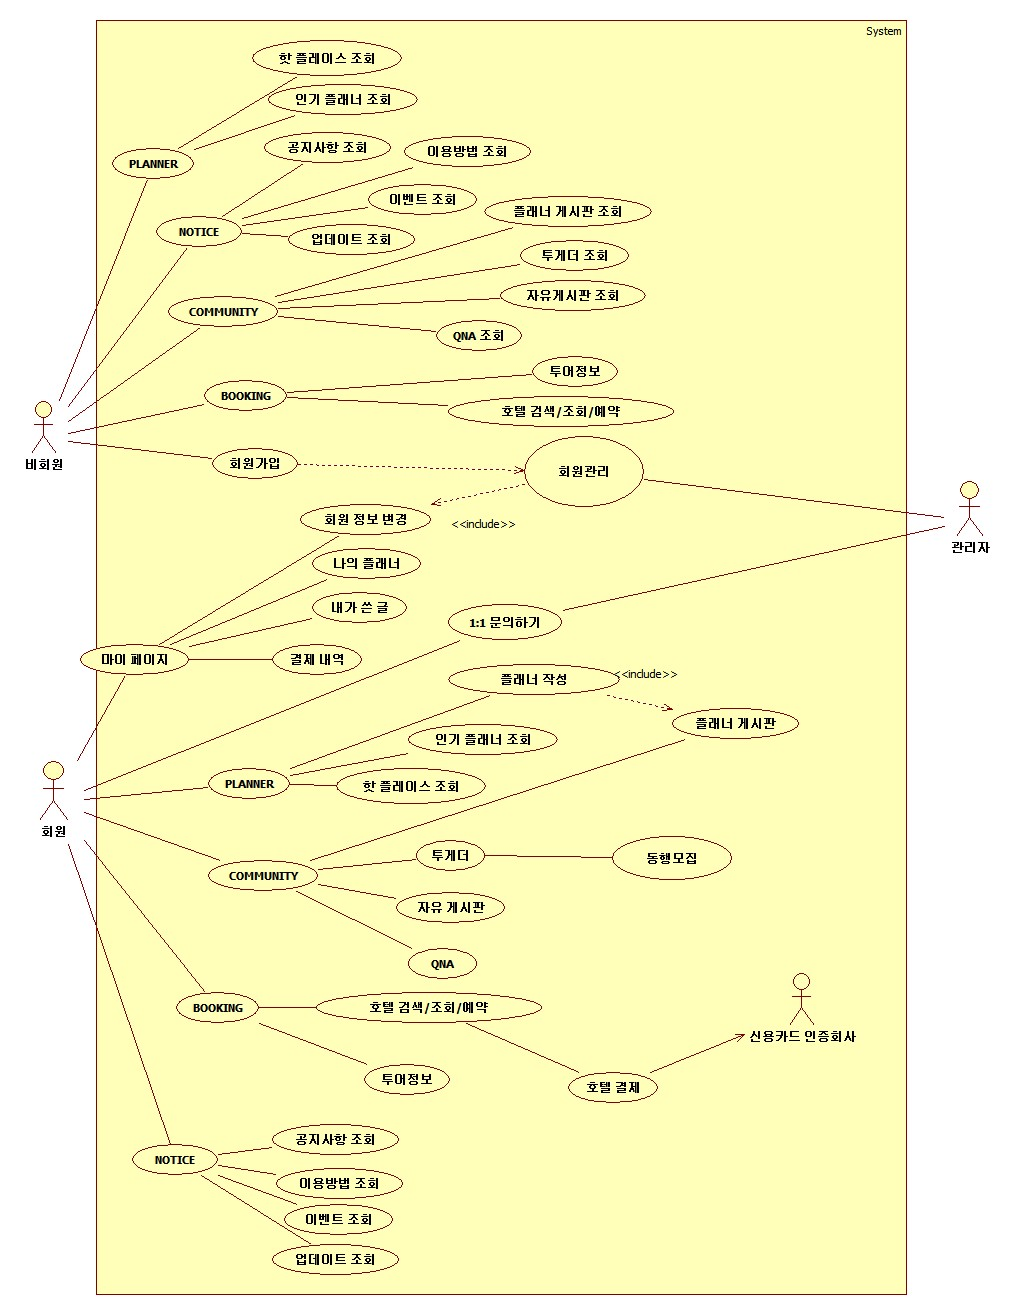 System
핫 플레이스 조회
인기 플래너 조회
공지사항 조회
이용방법 조회
PLANNER
이벤트 조회
플래너 게시판 조회
NOTICE
업데이트 조회
투게더 조회
자유게시판 조회
COMMUNITY
QNA 조회
투어정보
BOOKING
호텔 검색/조회/예약
비회원
회원가입
회원관리
회원 정보 변경
<<include>>
관리자
나의 플래너
내가 쓴 글
1:1 문의하기
마이 페이지
결제 내역
플래너 작성
<<include>>
플래너 게시판
인기 플래너 조회
PLANNER
핫 플레이스 조회
회원
투게더
동행모집
COMMUNITY
자유 게시판
QNA
BOOKING
호텔 검색/조회/예약
신용카드 인증회사
투어정보
호텔 결제
공지사항 조회
NOTICE
이용방법 조회
이벤트 조회
업데이트 조회